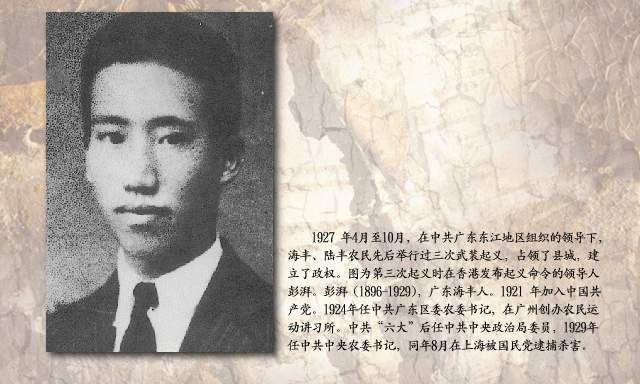 1927 年4月至10月，在中共广东东江地区组织的领导下，
海丰、陆丰农民先后举行过三次武装起义，占领了县城，建
立了政权。图为第三次起义时在香港发布起义命令的领导人
彭湃。彭湃（1896-1929），广东海丰人。1921 年加入中国共
产党。1924年任中共广东区委农委书记，在广州创办农民运
动讲习所。中共“六大”后任中共中央政治局委员，1929年
任中共中央农委书记，同年8月在上海被国民党逮捕杀害。